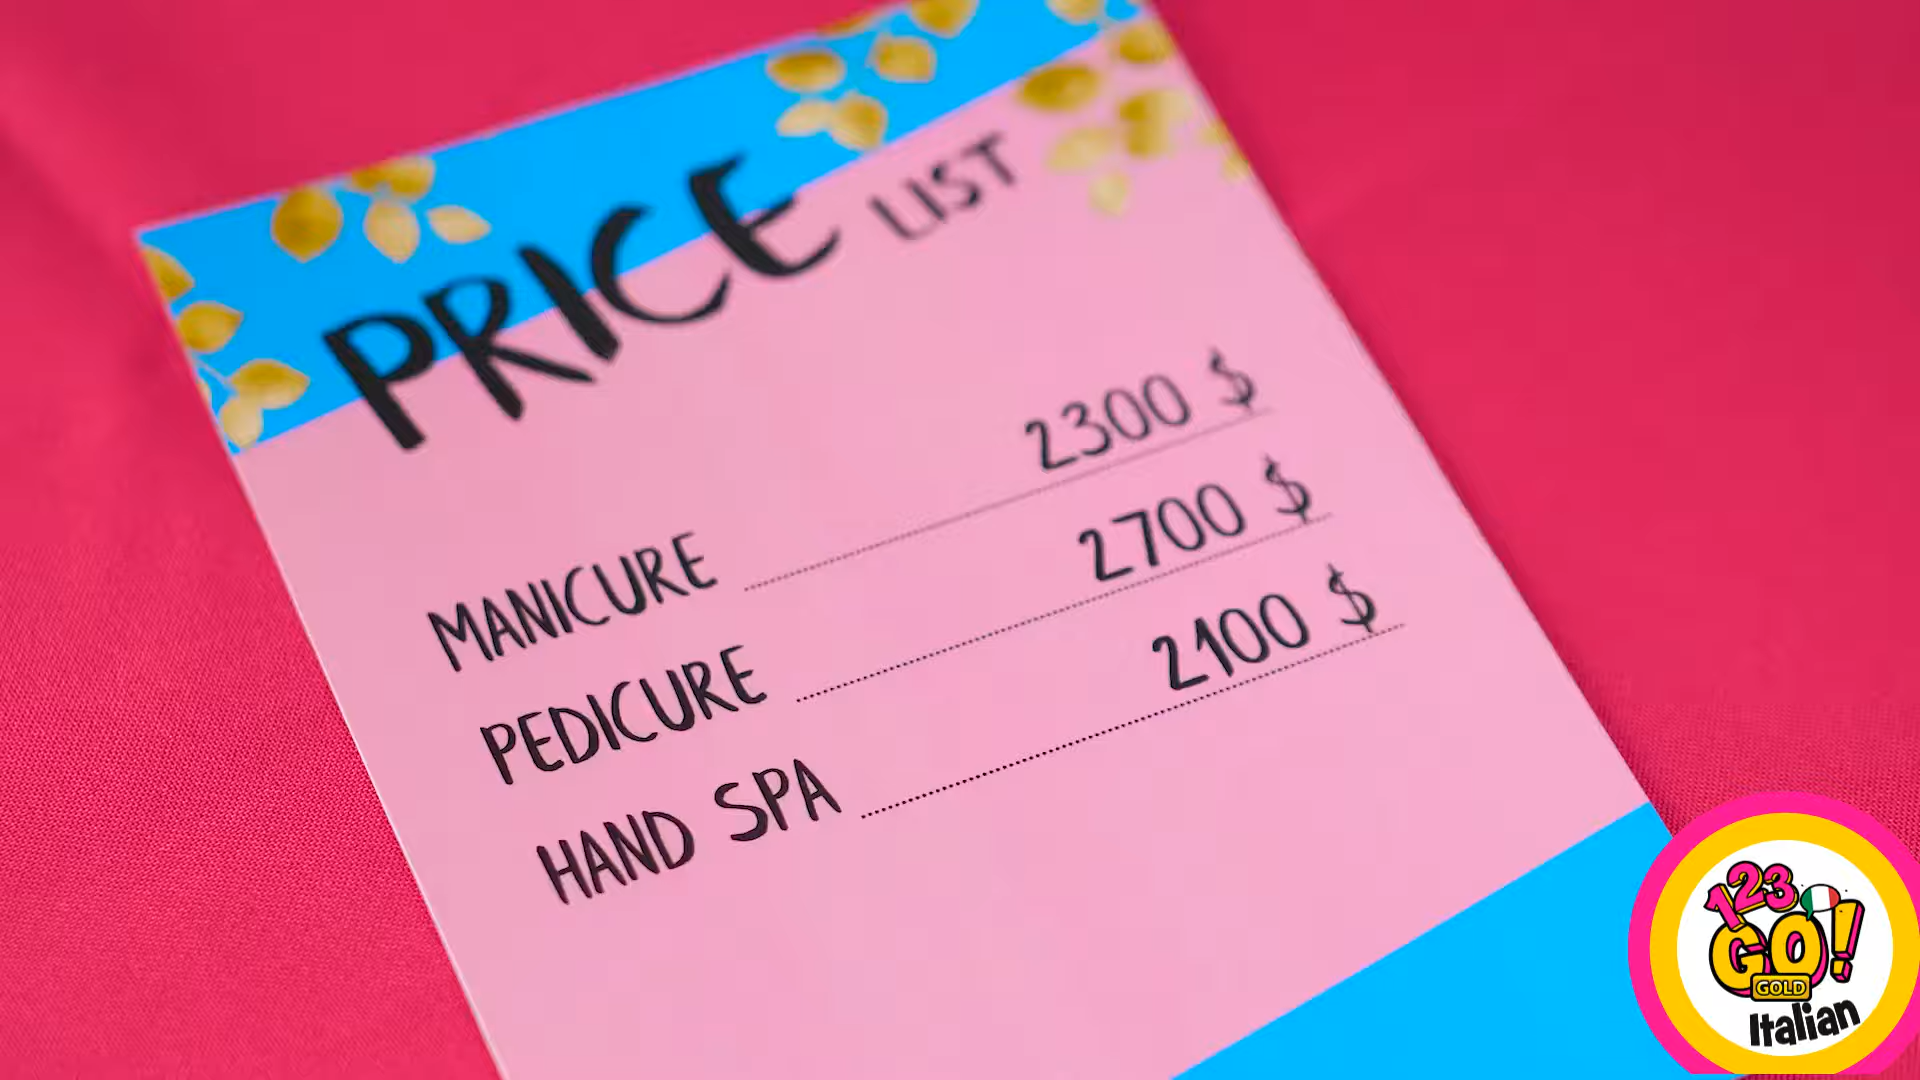 PRICE LIST
MANICURE 2300 $
PEDICURE 2700 $
HAND SPA 2100 $
123
GO!
GOLD
Italian